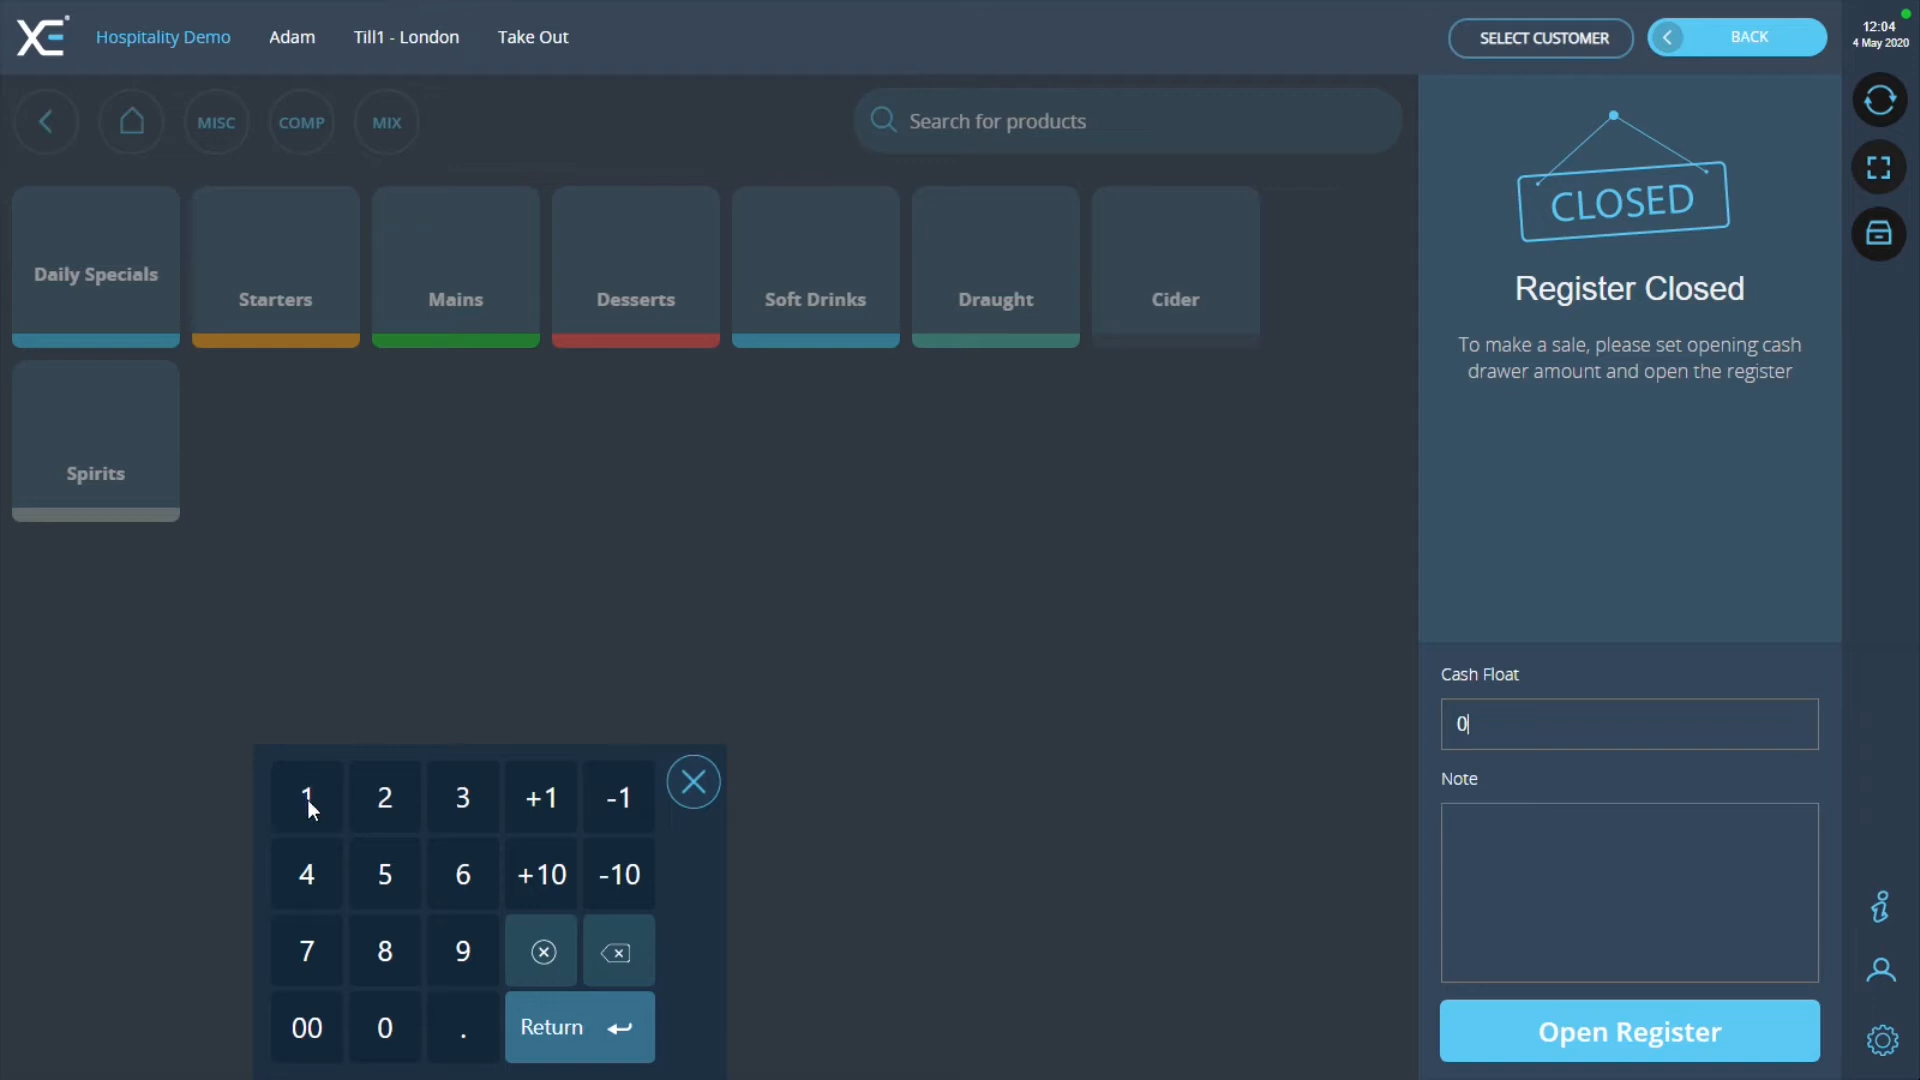 XE
Hospitality Demo
Adam
Till1 - London
Take Out
SELECT CUSTOMER
BACK
12:04
4 May 2020
MISC
COMP
MIX
Search for products
CLOSED
Register Closed
To make a sale, please set opening cash
drawer amount and open the register
Daily Specials
Starters
Mains
Desserts
Soft Drinks
Draught
Cider
Spirits
Cash Float
0
Note
Open Register
1 2 3 +1 -1
4 5 6 +10 -10
7 8 9
00 0 . Return